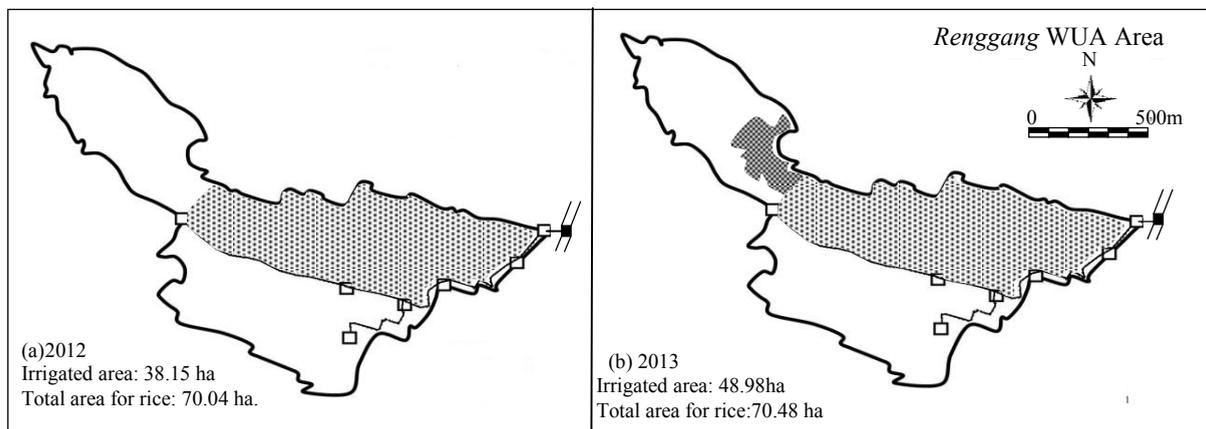 (a)2012
Irrigated area: 38.15 ha
Total area for rice: 70.04 ha.
Renggang WUA Area
N
0 500m
(b) 2013
Irrigated area: 48.98ha
Total area for rice:70.48 ha